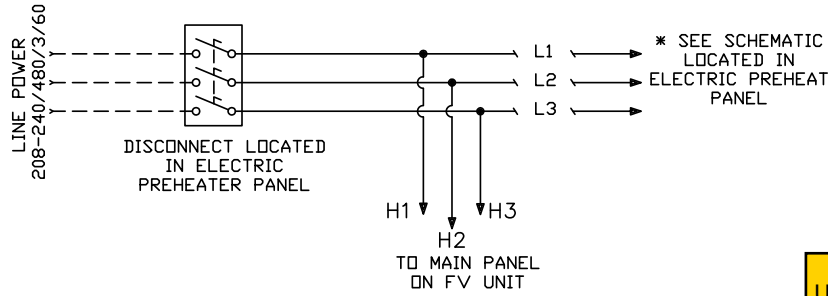 LINE POWER
208-240/480/3/60
DISCONNECT LOCATED
IN ELECTRIC
PREHEATER PANEL
L1
L2
L3
* SEE SCHEMATIC
LOCATED IN
ELECTRIC PREHEAT
PANEL
H1
H2
H3
TO MAIN PANEL
ON FV UNIT